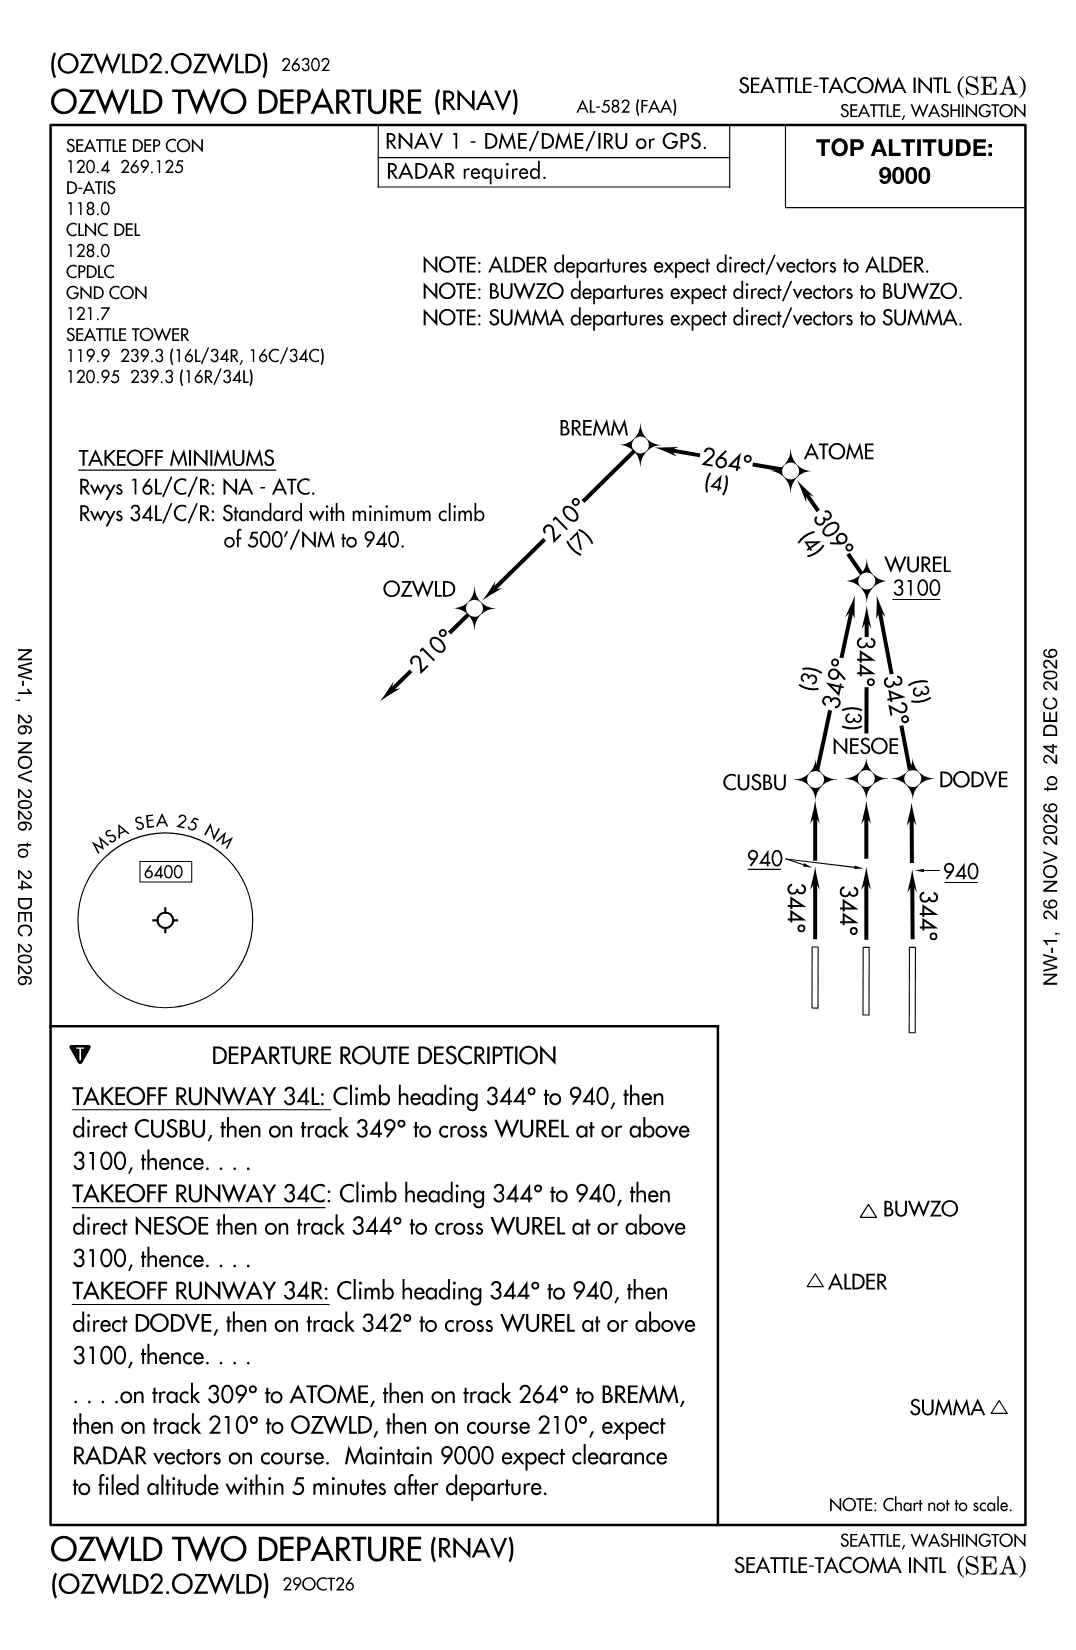 (OZWLD2.OZWLD) 26302
OZWLD TWO DEPARTURE (RNAV)
AL-582 (FAA)
SEATTLE-TACOMA INTL (SEA)
SEATTLE, WASHINGTON
SEATTLE DEP CON
120.4 269.125
D-ATIS
118.0
CLNC DEL
128.0
CPDLC
GND CON
121.7
SEATTLE TOWER
119.9 239.3 (16L/34R, 16C/34C)
120.95 239.3 (16R/34L)
RNAV 1 - DME/DME/IRU or GPS.
RADAR required.
TOP ALTITUDE:
9000
NOTE: ALDER departures expect direct/vectors to ALDER.
NOTE: BUWZO departures expect direct/vectors to BUWZO.
NOTE: SUMMA departures expect direct/vectors to SUMMA.
TAKEOFF MINIMUMS
Rwys 16L/C/R: NA - ATC.
Rwys 34L/C/R: Standard with minimum climb
of 500'/NM to 940.
BREMM
264°
(4)
ATOME
210°
(7)
309°
(4)
WUREL
3100
OZWLD
210°
349°
(3)
344°
(3)
342°
(3)
NESOE
CUSBU
DODVE
940
940
344°
344°
344°
MSA SEA 25 NM
6400
NW-1, 26 NOV 2026 to 24 DEC 2026
NW-1, 26 NOV 2026 to 24 DEC 2026
T
DEPARTURE ROUTE DESCRIPTION
TAKEOFF RUNWAY 34L: Climb heading 344° to 940, then
direct CUSBU, then on track 349° to cross WUREL at or above
3100, thence. . . .
TAKEOFF RUNWAY 34C: Climb heading 344° to 940, then
direct NESOE then on track 344° to cross WUREL at or above
3100, thence. . . .
TAKEOFF RUNWAY 34R: Climb heading 344° to 940, then
direct DODVE, then on track 342° to cross WUREL at or above
3100, thence. . . .
. . . .on track 309° to ATOME, then on track 264° to BREMM,
then on track 210° to OZWLD, then on course 210°, expect
RADAR vectors on course. Maintain 9000 expect clearance
to filed altitude within 5 minutes after departure.
BUWZO
ALDER
SUMMA
NOTE: Chart not to scale.
OZWLD TWO DEPARTURE (RNAV)
(OZWLD2.OZWLD) 29OCT26
SEATTLE, WASHINGTON
SEATTLE-TACOMA INTL (SEA)